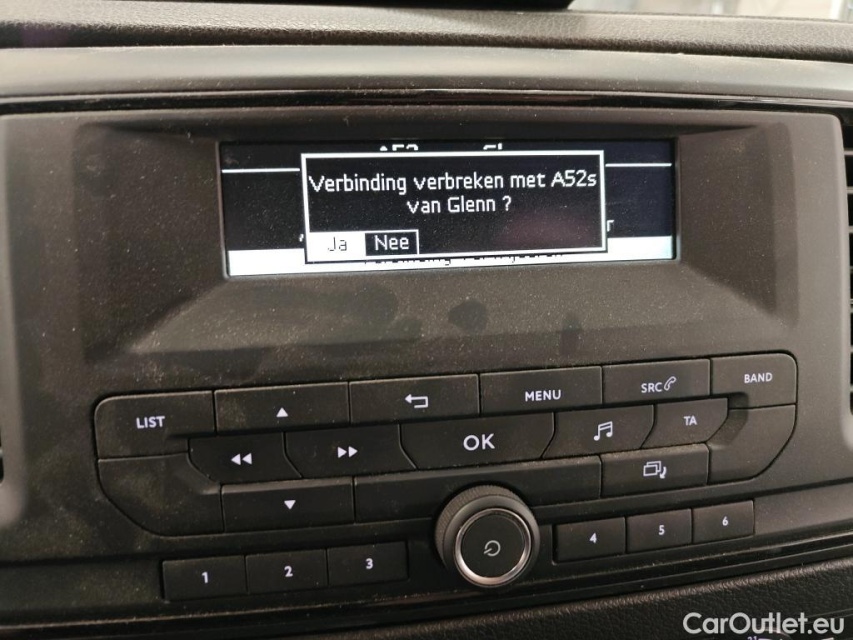 Verbinding verbreken met A52s
van Glenn ?
Ja Nee
LIST
MENU
SRC
BAND
OK
TA
1 2 3 4 5 6
CarOutlet.eu